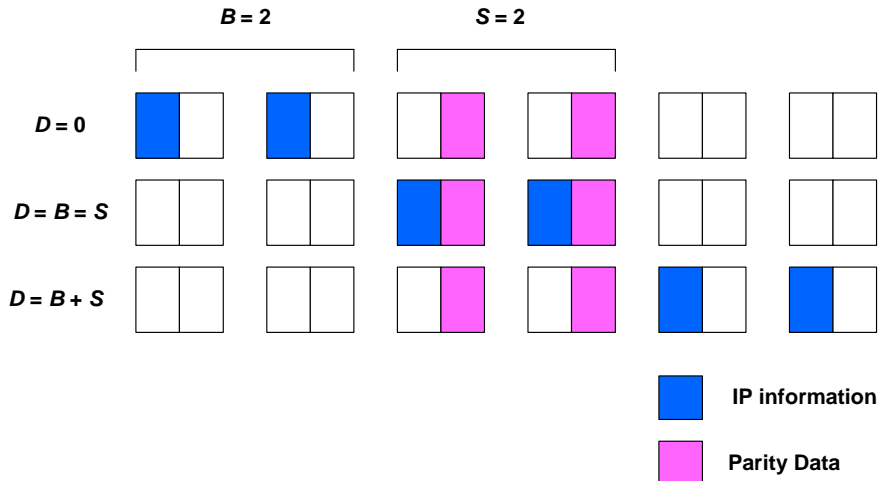 B = 2
S = 2
D = 0
D = B = S
D = B + S
IP information
Parity Data